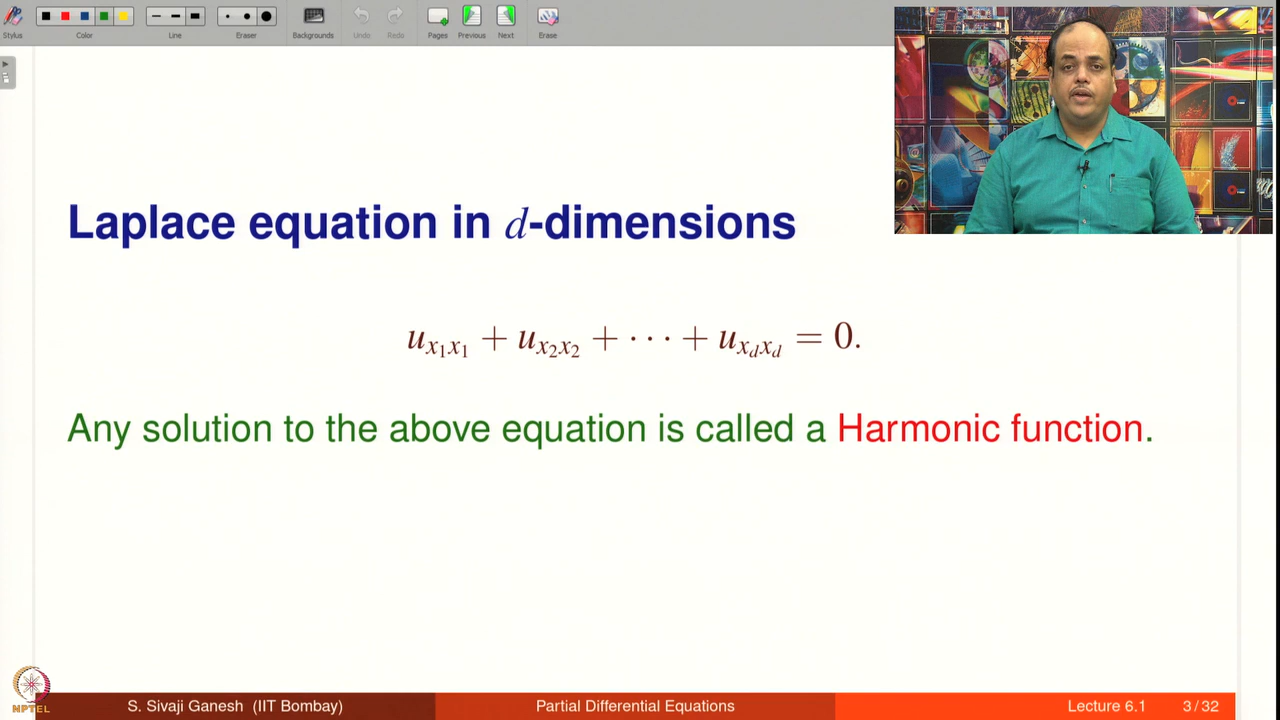 Stylus Color Line Eraser Backgrounds Undo Redo Pages Previous Next Erase
Laplace equation in d-dimensions
u_{x_1x_1} + u_{x_2x_2} + ⋯ + u_{x_dx_d} = 0.
Any solution to the above equation is called a Harmonic function.
NPTEL
S. Sivaji Ganesh (IIT Bombay) Partial Differential Equations Lecture 6.1 3 / 32